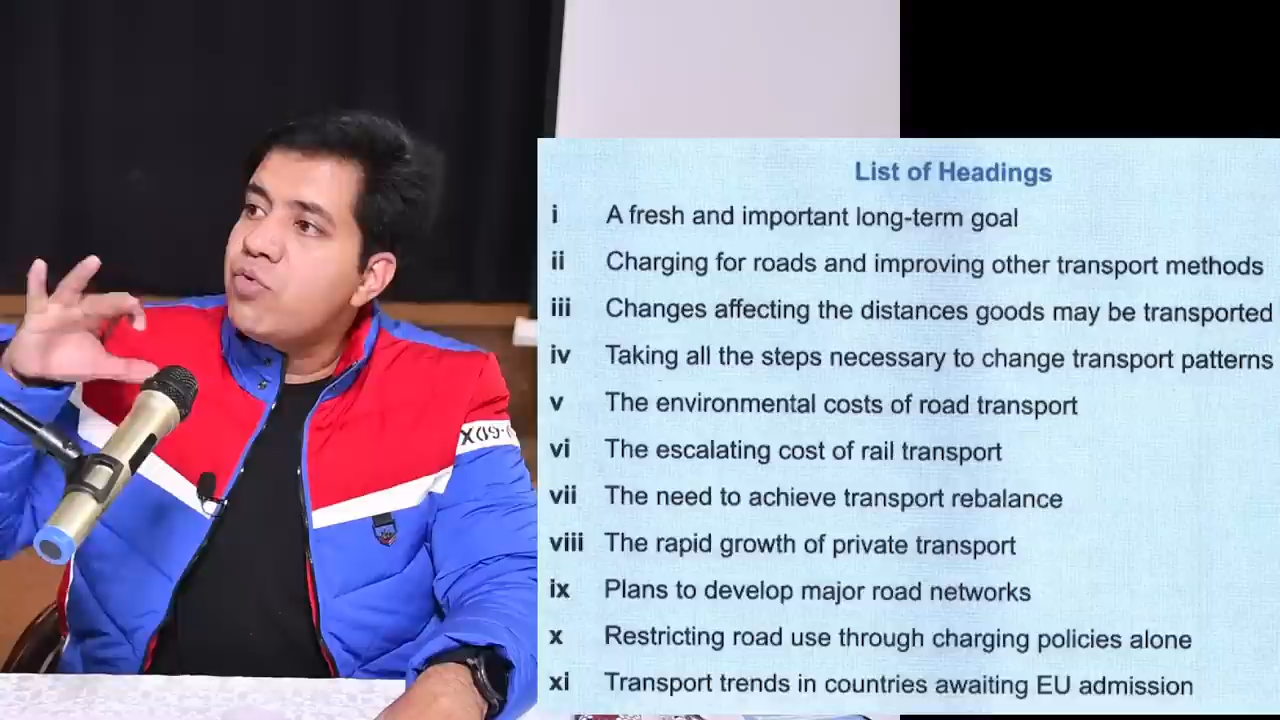 List of Headings
i A fresh and important long-term goal
ii Charging for roads and improving other transport methods
iii Changes affecting the distances goods may be transported
iv Taking all the steps necessary to change transport patterns
v The environmental costs of road transport
vi The escalating cost of rail transport
vii The need to achieve transport rebalance
viii The rapid growth of private transport
ix Plans to develop major road networks
x Restricting road use through charging policies alone
xi Transport trends in countries awaiting EU admission